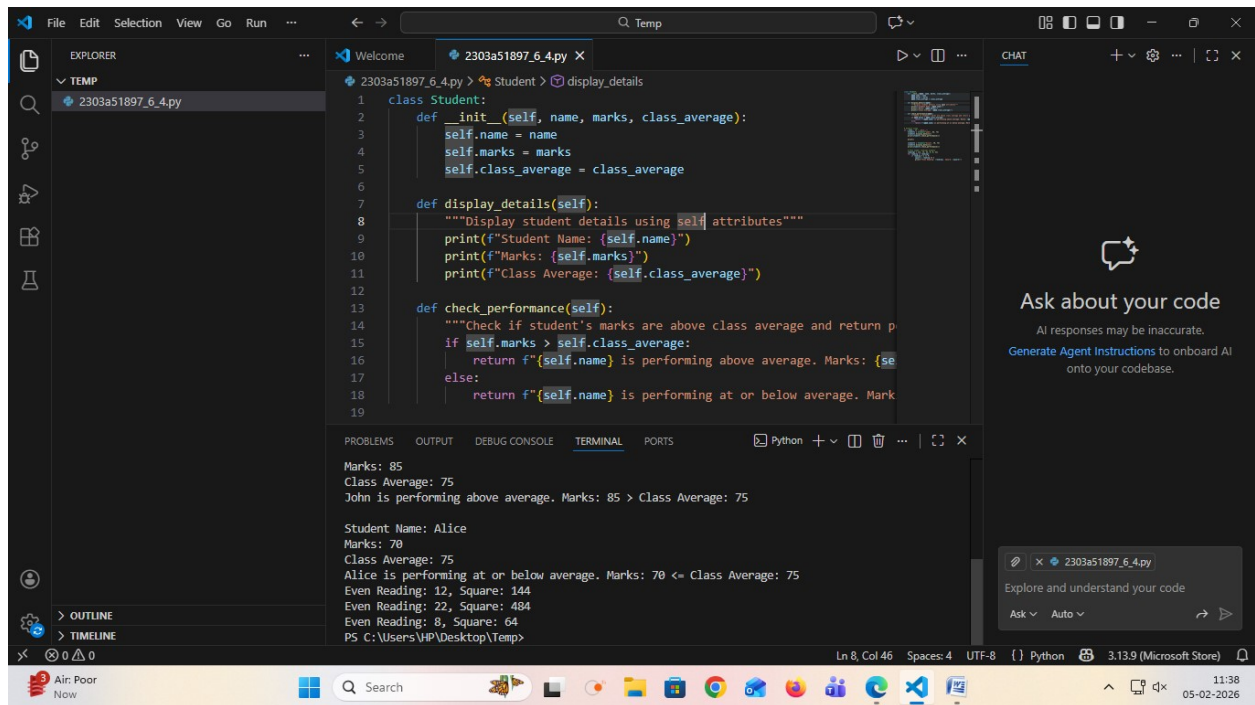 File Edit Selection View Go Run ··· Temp
EXPLORER ···
TEMP
2303a51897_6_4.py
OUTLINE
TIMELINE
Welcome 2303a51897_6_4.py
2303a51897_6_4.py > Student > display_details
1 class Student:
2 def __init__(self, name, marks, class_average):
3 self.name = name
4 self.marks = marks
5 self.class_average = class_average
6
7 def display_details(self):
8 """Display student details using self attributes"""
9 print(f"Student Name: {self.name}")
10 print(f"Marks: {self.marks}")
11 print(f"Class Average: {self.class_average}")
12
13 def check_performance(self):
14 """Check if student's marks are above class average and return p
15 if self.marks > self.class_average:
16 return f"{self.name} is performing above average. Marks: {se
17 else:
18 return f"{self.name} is performing at or below average. Mark
19
PROBLEMS OUTPUT DEBUG CONSOLE TERMINAL PORTS Python
Marks: 85
Class Average: 75
John is performing above average. Marks: 85 > Class Average: 75
Student Name: Alice
Marks: 70
Class Average: 75
Alice is performing at or below average. Marks: 70 <= Class Average: 75
Even Reading: 12, Square: 144
Even Reading: 22, Square: 484
Even Reading: 8, Square: 64
PS C:\Users\HP\Desktop\Temp>
CHAT
Ask about your code
AI responses may be inaccurate.
Generate Agent Instructions to onboard AI
onto your codebase.
2303a51897_6_4.py
Explore and understand your code
Ask Auto
0 0 Ln 8, Col 46 Spaces: 4 UTF-8 {} Python 3.13.9 (Microsoft Store)
3 Air: Poor
Now
Search
11:38
05-02-2026